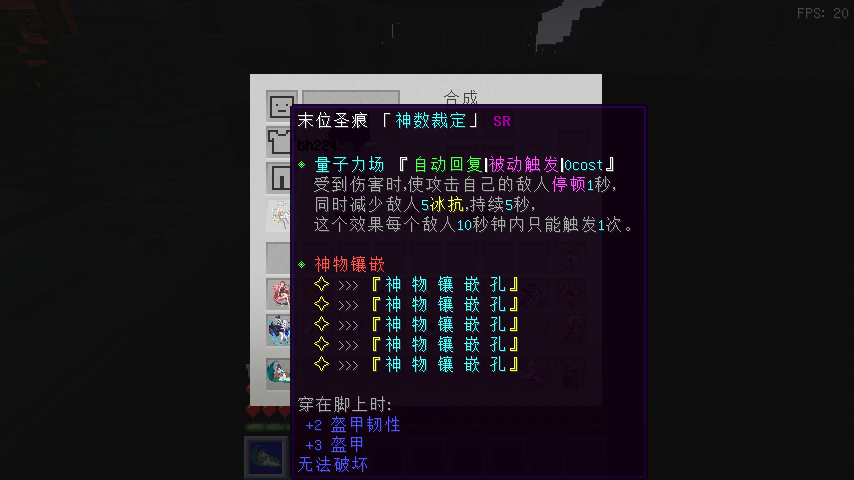 FPS: 20
合成
末位圣痕 「神数裁定」 SR
bh224
◆ 量子力场 『自动回复|被动触发|0cost』
受到伤害时,使攻击自己的敌人停顿1秒,
同时减少敌人5冰抗,持续5秒,
这个效果每个敌人10秒钟内只能触发1次。
◆ 神物镶嵌
✧ >>> 『神 物 镶 嵌 孔』
✧ >>> 『神 物 镶 嵌 孔』
✧ >>> 『神 物 镶 嵌 孔』
✧ >>> 『神 物 镶 嵌 孔』
✧ >>> 『神 物 镶 嵌 孔』
穿在脚上时:
+2 盔甲韧性
+3 盔甲
无法破坏